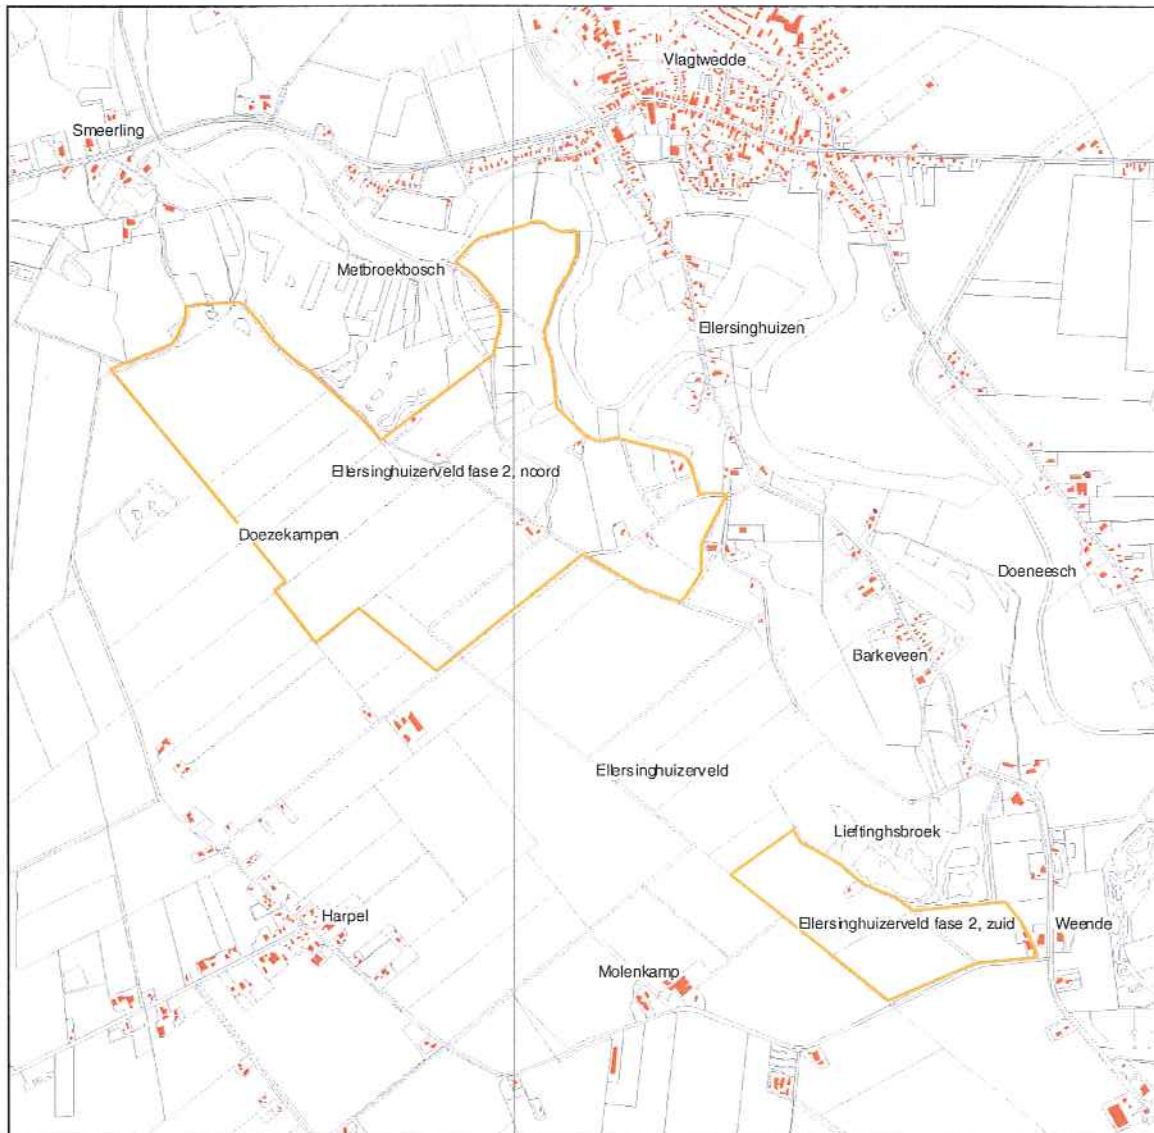 Vlagtwedde
Smeerling
Metbroekbosch
Ellersinghuizen
Ellersinghuizerveld fase 2, noord
Doezekampen
Doeneesch
Barkeveen
Ellersinghuizerveld
Lieftinghsbroek
Harpel
Ellersinghuizerveld fase 2, zuid
Weende
Molenkamp